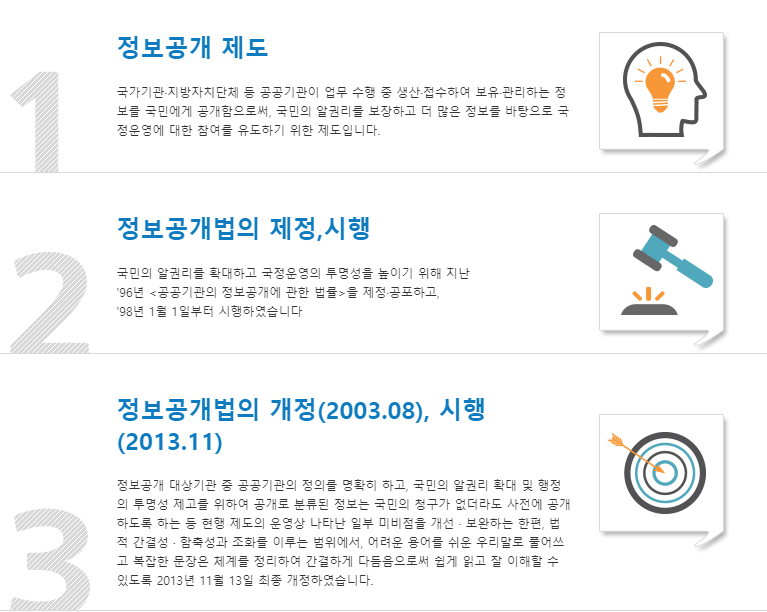 1
정보공개 제도
국가기관·지방자치단체 등 공공기관이 업무 수행 중 생산·접수하여 보유·관리하는 정
보를 국민에게 공개함으로써, 국민의 알권리를 보장하고 더 많은 정보를 바탕으로 국
정운영에 대한 참여를 유도하기 위한 제도입니다.
2
정보공개법의 제정,시행
국민의 알권리를 확대하고 국정운영의 투명성을 높이기 위해 지난
'96년 <공공기관의 정보공개에 관한 법률>을 제정·공포하고,
'98년 1월 1일부터 시행하였습니다
3
정보공개법의 개정(2003.08), 시행
(2013.11)
정보공개 대상기관 중 공공기관의 정의를 명확히 하고, 국민의 알권리 확대 및 행정
의 투명성 제고를 위하여 공개로 분류된 정보는 국민의 청구가 없더라도 사전에 공개
하도록 하는 등 현행 제도의 운영상 나타난 일부 미비점을 개선 · 보완하는 한편, 법
적 간결성 · 함축성과 조화를 이루는 범위에서, 어려운 용어를 쉬운 우리말로 풀어쓰
고 복잡한 문장은 체계를 정리하여 간결하게 다듬음으로써 쉽게 읽고 잘 이해할 수
있도록 2013년 11월 13일 최종 개정하였습니다.